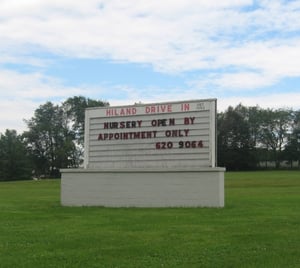 HILAND DRIVE IN
NURSERY OPEN BY
APPOINTMENT ONLY
620 9064